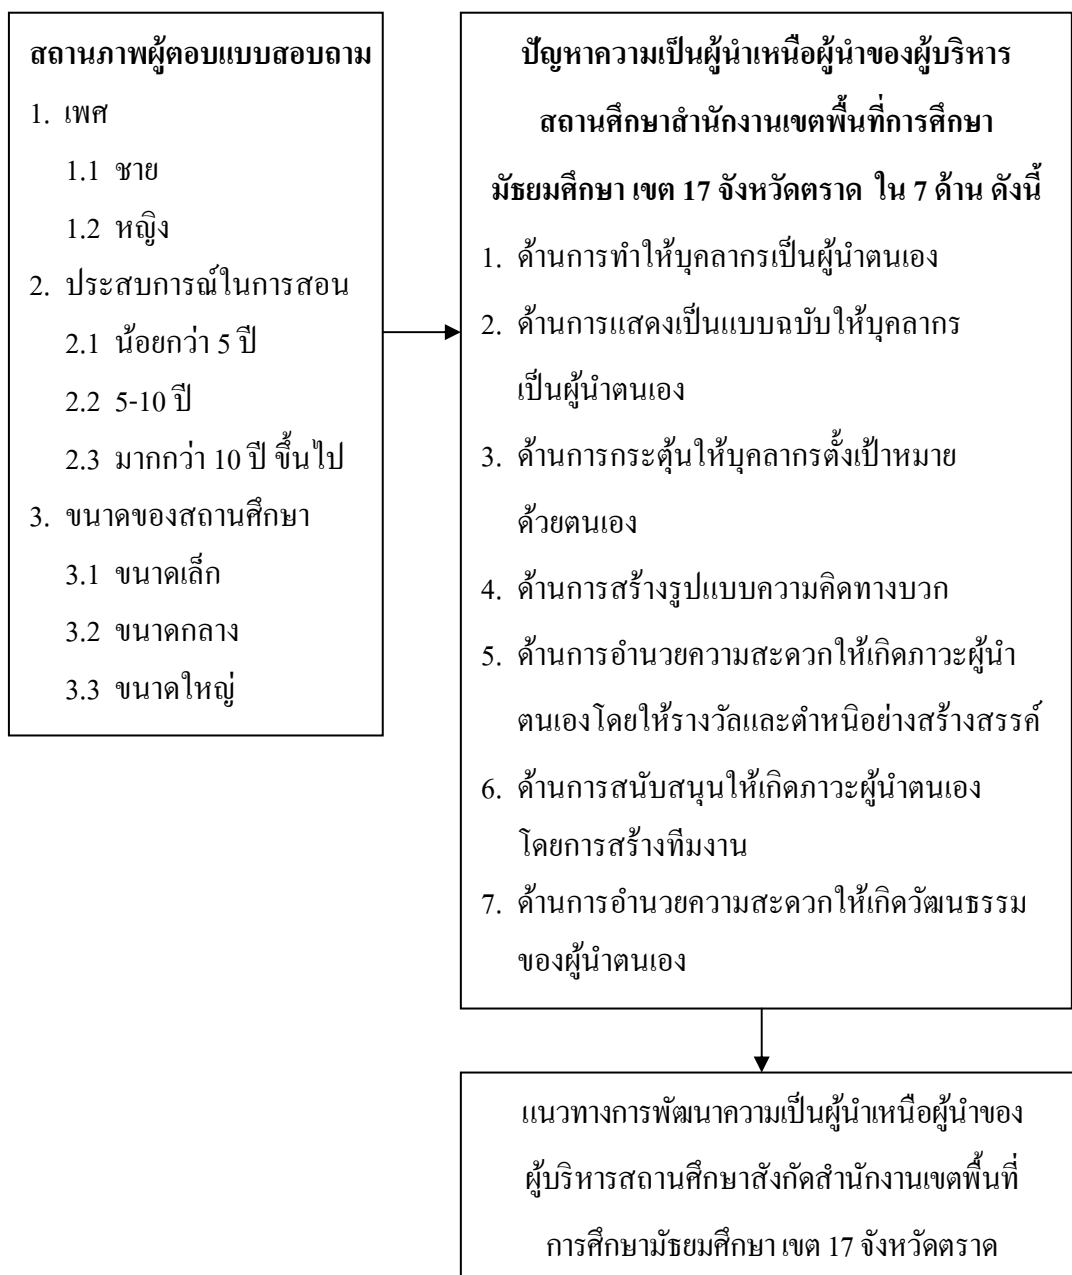 สถานภาพผู้ตอบแบบสอบถาม
1. เพศ
1.1 ชาย
1.2 หญิง
2. ประสบการณ์ในการสอน
2.1 น้อยกว่า 5 ปี
2.2 5-10 ปี
2.3 มากกว่า 10 ปี ขึ้นไป
3. ขนาดของสถานศึกษา
3.1 ขนาดเล็ก
3.2 ขนาดกลาง
3.3 ขนาดใหญ่
ปัญหาความเป็นผู้นำเหนือผู้นำของผู้บริหาร
สถานศึกษาสำนักงานเขตพื้นที่การศึกษา
มัธยมศึกษา เขต 17 จังหวัดตราด ใน 7 ด้าน ดังนี้
1. ด้านการทำให้บุคลากรเป็นผู้นำตนเอง
2. ด้านการแสดงเป็นแบบฉบับให้บุคลากร
เป็นผู้นำตนเอง
3. ด้านการกระตุ้นให้บุคลากรตั้งเป้าหมาย
ด้วยตนเอง
4. ด้านการสร้างรูปแบบความคิดทางบวก
5. ด้านการอำนวยความสะดวกให้เกิดภาวะผู้นำ
ตนเองโดยให้รางวัลและตำหนิอย่างสร้างสรรค์
6. ด้านการสนับสนุนให้เกิดภาวะผู้นำตนเอง
โดยการสร้างทีมงาน
7. ด้านการอำนวยความสะดวกให้เกิดวัฒนธรรม
ของผู้นำตนเอง
แนวทางการพัฒนาความเป็นผู้นำเหนือผู้นำของ
ผู้บริหารสถานศึกษาสังกัดสำนักงานเขตพื้นที่
การศึกษามัธยมศึกษา เขต 17 จังหวัดตราด